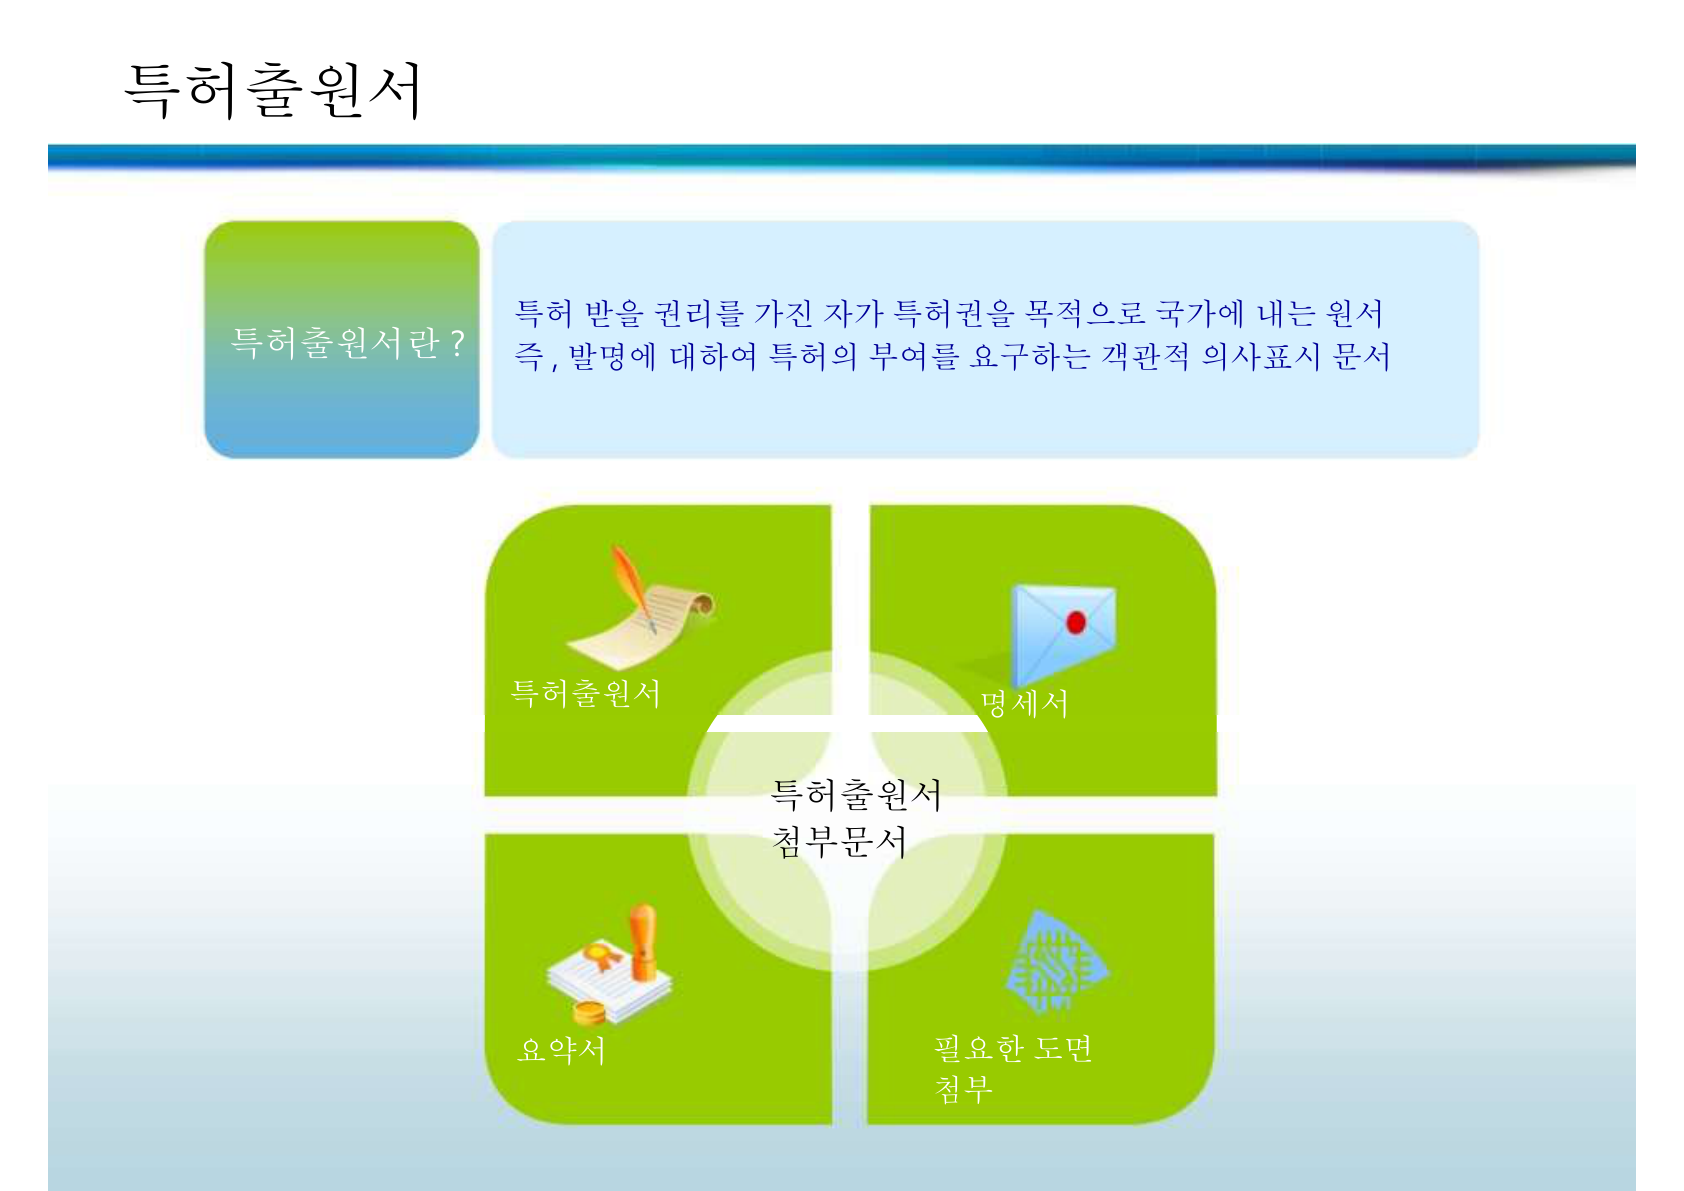 특허출원서
특허출원서란 ?
특허 받을 권리를 가진 자가 특허권을 목적으로 국가에 내는 원서
즉 , 발명에 대하여 특허의 부여를 요구하는 객관적 의사표시 문서
특허출원서
명세서
특허출원서
첨부문서
요약서
필요한 도면
첨부